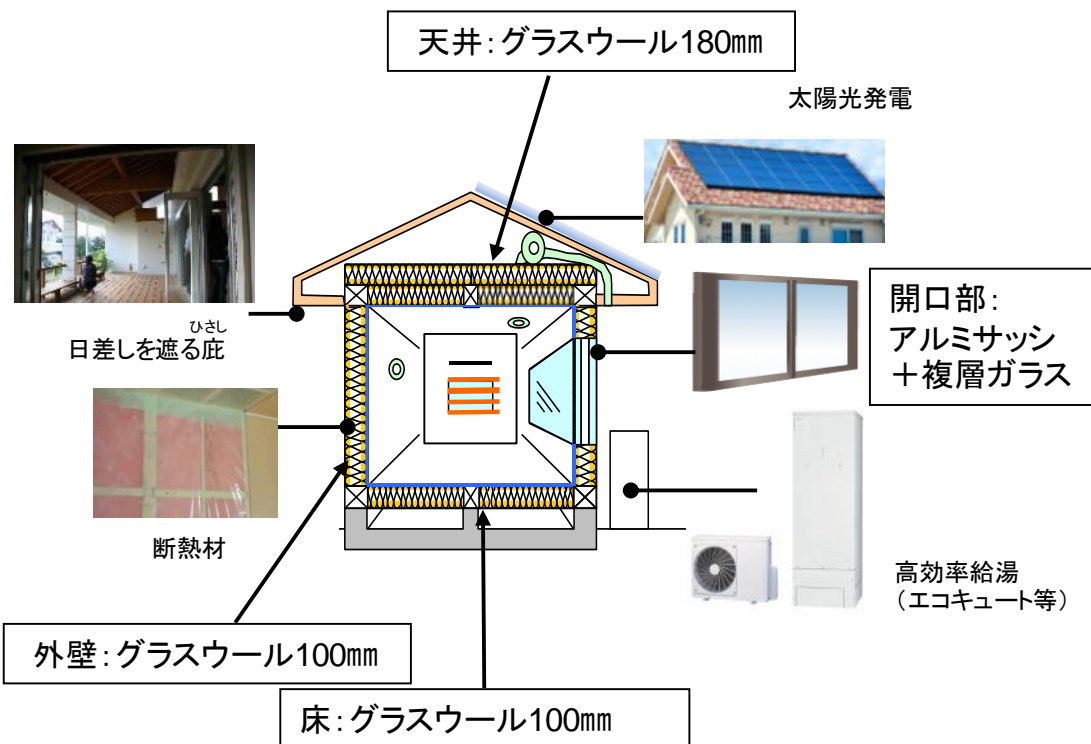 天井：グラスウール180㎜
太陽光発電
開口部：
アルミサッシ
＋複層ガラス
ひさし
日差しを遮る庇
断熱材
高効率給湯
（エコキュート等）
外壁：グラスウール100㎜
床：グラスウール100㎜